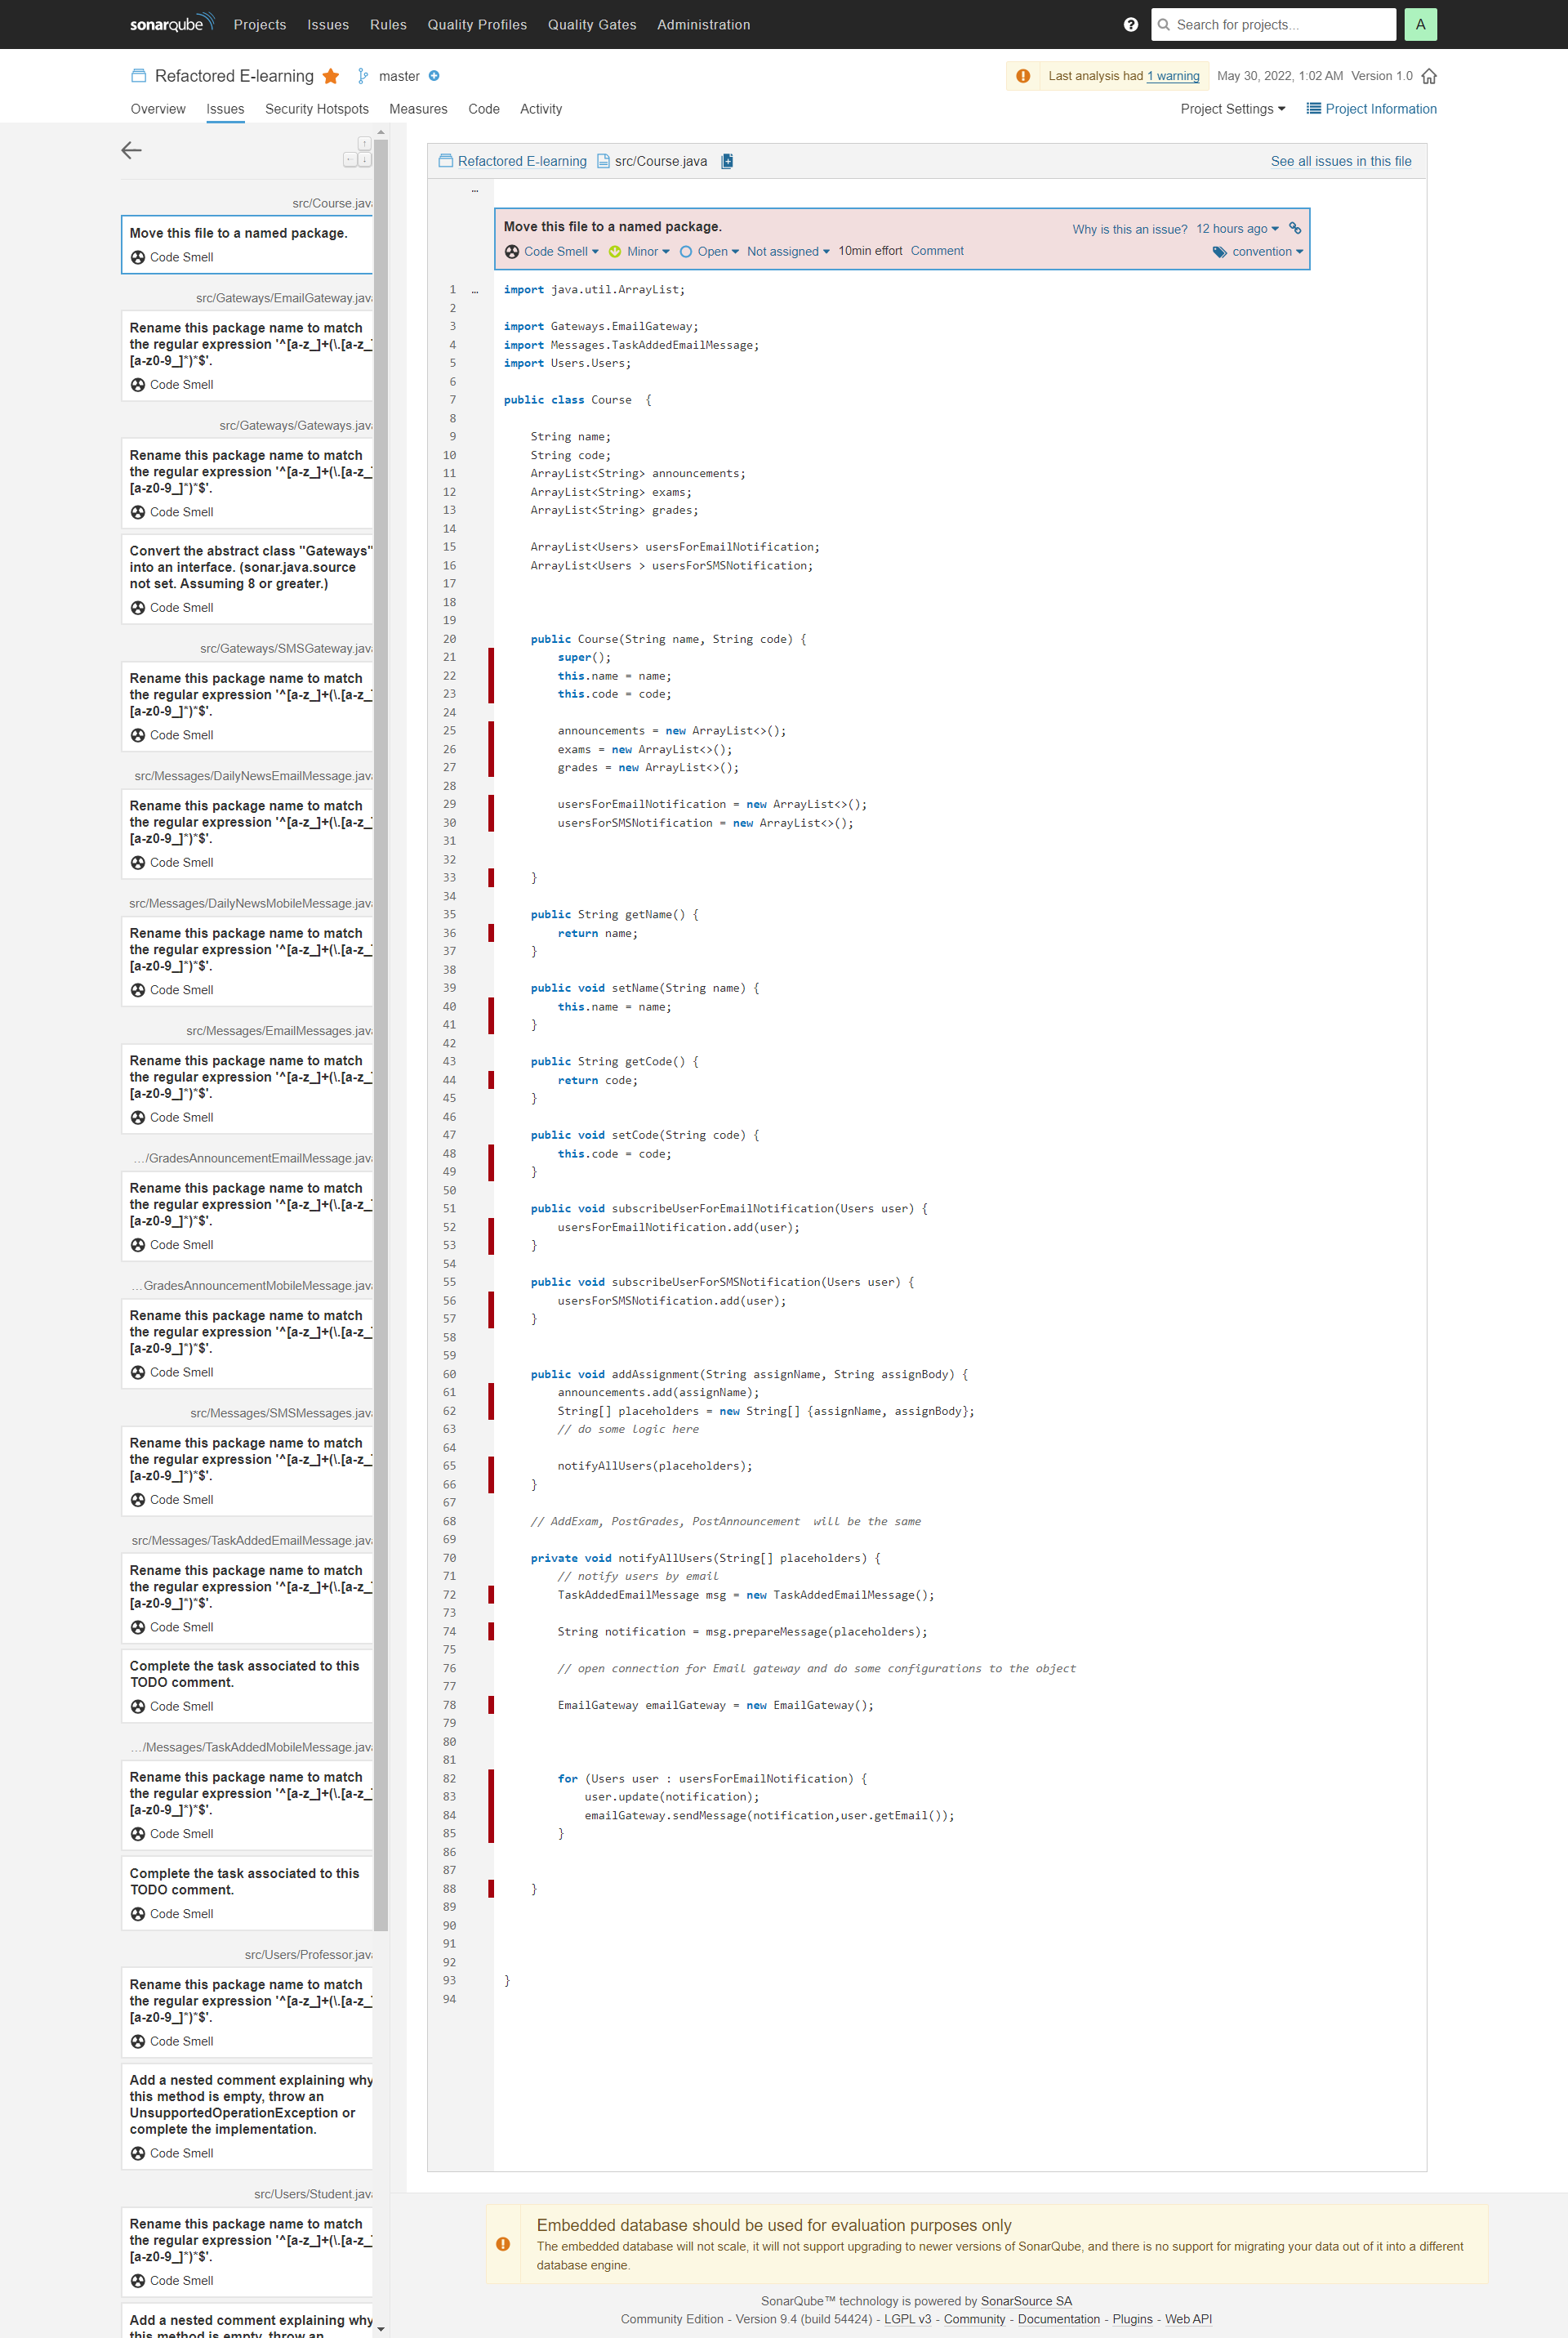 sonarqube Projects Issues Rules Quality Profiles Quality Gates Administration ? Search for projects... A
Refactored E-learning master Last analysis had 1 warning May 30, 2022, 1:02 AM Version 1.0
Overview Issues Security Hotspots Measures Code Activity Project Settings Project Information
src/Course.java
Move this file to a named package.
Code Smell
src/Gateways/EmailGateway.java
Rename this package name to match
the regular expression '^[a-z_]+(\.[a-z_]
[a-z0-9_]*)*$'.
Code Smell
src/Gateways/Gateways.java
Rename this package name to match
the regular expression '^[a-z_]+(\.[a-z_]
[a-z0-9_]*)*$'.
Code Smell
Convert the abstract class "Gateways"
into an interface. (sonar.java.source
not set. Assuming 8 or greater.)
Code Smell
src/Gateways/SMSGateway.java
Rename this package name to match
the regular expression '^[a-z_]+(\.[a-z_]
[a-z0-9_]*)*$'.
Code Smell
src/Messages/DailyNewsEmailMessage.java
Rename this package name to match
the regular expression '^[a-z_]+(\.[a-z_]
[a-z0-9_]*)*$'.
Code Smell
src/Messages/DailyNewsMobileMessage.java
Rename this package name to match
the regular expression '^[a-z_]+(\.[a-z_]
[a-z0-9_]*)*$'.
Code Smell
src/Messages/EmailMessages.java
Rename this package name to match
the regular expression '^[a-z_]+(\.[a-z_]
[a-z0-9_]*)*$'.
Code Smell
…/GradesAnnouncementEmailMessage.java
Rename this package name to match
the regular expression '^[a-z_]+(\.[a-z_]
[a-z0-9_]*)*$'.
Code Smell
…GradesAnnouncementMobileMessage.java
Rename this package name to match
the regular expression '^[a-z_]+(\.[a-z_]
[a-z0-9_]*)*$'.
Code Smell
src/Messages/SMSMessages.java
Rename this package name to match
the regular expression '^[a-z_]+(\.[a-z_]
[a-z0-9_]*)*$'.
Code Smell
src/Messages/TaskAddedEmailMessage.java
Rename this package name to match
the regular expression '^[a-z_]+(\.[a-z_]
[a-z0-9_]*)*$'.
Code Smell
Complete the task associated to this
TODO comment.
Code Smell
…/Messages/TaskAddedMobileMessage.java
Rename this package name to match
the regular expression '^[a-z_]+(\.[a-z_]
[a-z0-9_]*)*$'.
Code Smell
Complete the task associated to this
TODO comment.
Code Smell
src/Users/Professor.java
Rename this package name to match
the regular expression '^[a-z_]+(\.[a-z_]
[a-z0-9_]*)*$'.
Code Smell
Add a nested comment explaining why
this method is empty, throw an
UnsupportedOperationException or
complete the implementation.
Code Smell
src/Users/Student.java
Rename this package name to match
the regular expression '^[a-z_]+(\.[a-z_]
[a-z0-9_]*)*$'.
Code Smell
Add a nested comment explaining why
this method is empty, throw an
Refactored E-learning src/Course.java See all issues in this file
...
Move this file to a named package. Why is this an issue? 12 hours ago
Code Smell Minor Open Not assigned 10min effort Comment convention
1 ... import java.util.ArrayList;
2
3 import Gateways.EmailGateway;
4 import Messages.TaskAddedEmailMessage;
5 import Users.Users;
6
7 public class Course  {
8
9 String name;
10 String code;
11 ArrayList<String> announcements;
12 ArrayList<String> exams;
13 ArrayList<String> grades;
14
15 ArrayList<Users> usersForEmailNotification;
16 ArrayList<Users > usersForSMSNotification;
17
18
19
20 public Course(String name, String code) {
21 super();
22 this.name = name;
23 this.code = code;
24
25 announcements = new ArrayList<>();
26 exams = new ArrayList<>();
27 grades = new ArrayList<>();
28
29 usersForEmailNotification = new ArrayList<>();
30 usersForSMSNotification = new ArrayList<>();
31
32
33 }
34
35 public String getName() {
36 return name;
37 }
38
39 public void setName(String name) {
40 this.name = name;
41 }
42
43 public String getCode() {
44 return code;
45 }
46
47 public void setCode(String code) {
48 this.code = code;
49 }
50
51 public void subscribeUserForEmailNotification(Users user) {
52 usersForEmailNotification.add(user);
53 }
54
55 public void subscribeUserForSMSNotification(Users user) {
56 usersForSMSNotification.add(user);
57 }
58
59
60 public void addAssignment(String assignName, String assignBody) {
61 announcements.add(assignName);
62 String[] placeholders = new String[] {assignName, assignBody};
63 // do some logic here
64
65 notifyAllUsers(placeholders);
66 }
67
68 // AddExam, PostGrades, PostAnnouncement  will be the same
69
70 private void notifyAllUsers(String[] placeholders) {
71 // notify users by email
72 TaskAddedEmailMessage msg = new TaskAddedEmailMessage();
73
74 String notification = msg.prepareMessage(placeholders);
75
76 // open connection for Email gateway and do some configurations to the object
77
78 EmailGateway emailGateway = new EmailGateway();
79
80
81
82 for (Users user : usersForEmailNotification) {
83 user.update(notification);
84 emailGateway.sendMessage(notification,user.getEmail());
85 }
86
87
88 }
89
90
91
92
93 }
94
Embedded database should be used for evaluation purposes only
The embedded database will not scale, it will not support upgrading to newer versions of SonarQube, and there is no support for migrating your data out of it into a different
database engine.
SonarQube™ technology is powered by SonarSource SA
Community Edition - Version 9.4 (build 54424) - LGPL v3 - Community - Documentation - Plugins - Web API